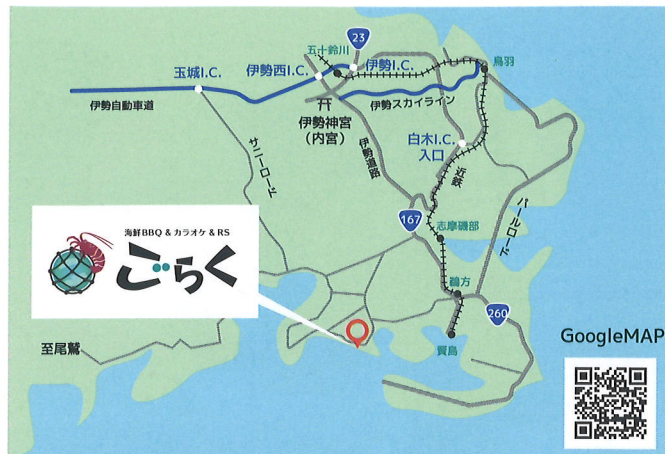 23
五十鈴川
伊勢西I.C.
伊勢I.C.
鳥羽
玉城I.C.
伊勢自動車道
伊勢スカイライン
伊勢神宮
(内宮)
白木I.C.
入口
サニーロード
伊勢道路
近鉄
パールロード
167
志摩磯部
海鮮BBQ & カラオケ & RS
ごらく
鵜方
260
至尾鷲
賢島
GoogleMAP